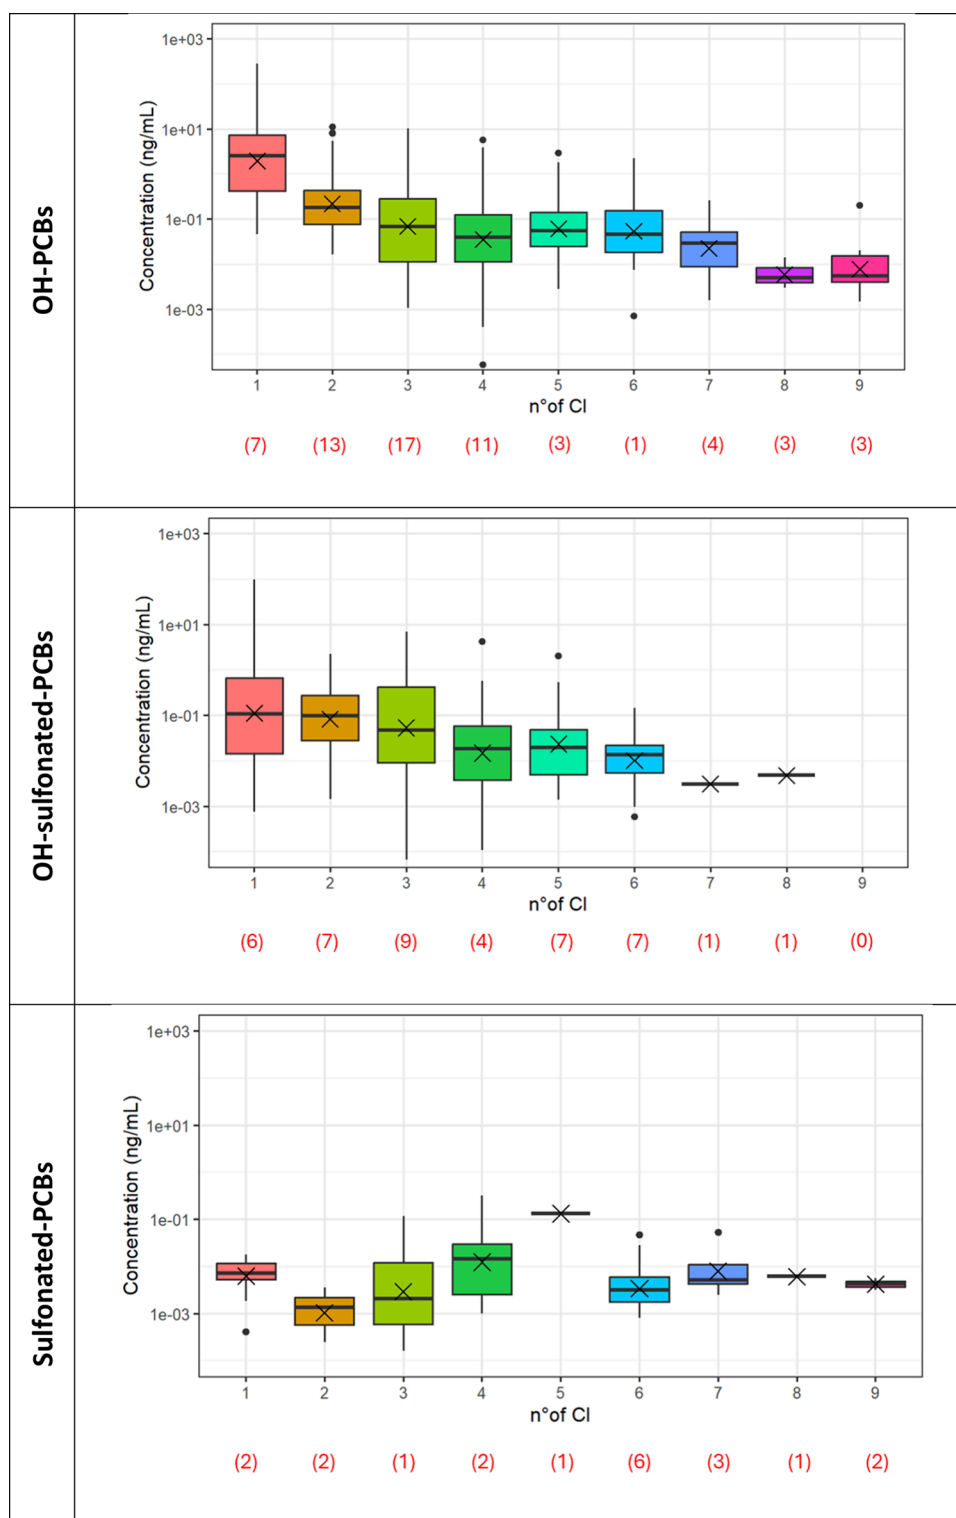 OH-PCBs
Concentration (ng/mL)
1e+03
1e+01
1e-01
1e-03
1 2 3 4 5 6 7 8 9
n°of Cl
(7) (13) (17) (11) (3) (1) (4) (3) (3)
OH-sulfonated-PCBs
Concentration (ng/mL)
1e+03
1e+01
1e-01
1e-03
1 2 3 4 5 6 7 8 9
n°of Cl
(6) (7) (9) (4) (7) (7) (1) (1) (0)
Sulfonated-PCBs
Concentration (ng/mL)
1e+03
1e+01
1e-01
1e-03
1 2 3 4 5 6 7 8 9
n°of Cl
(2) (2) (1) (2) (1) (6) (3) (1) (2)